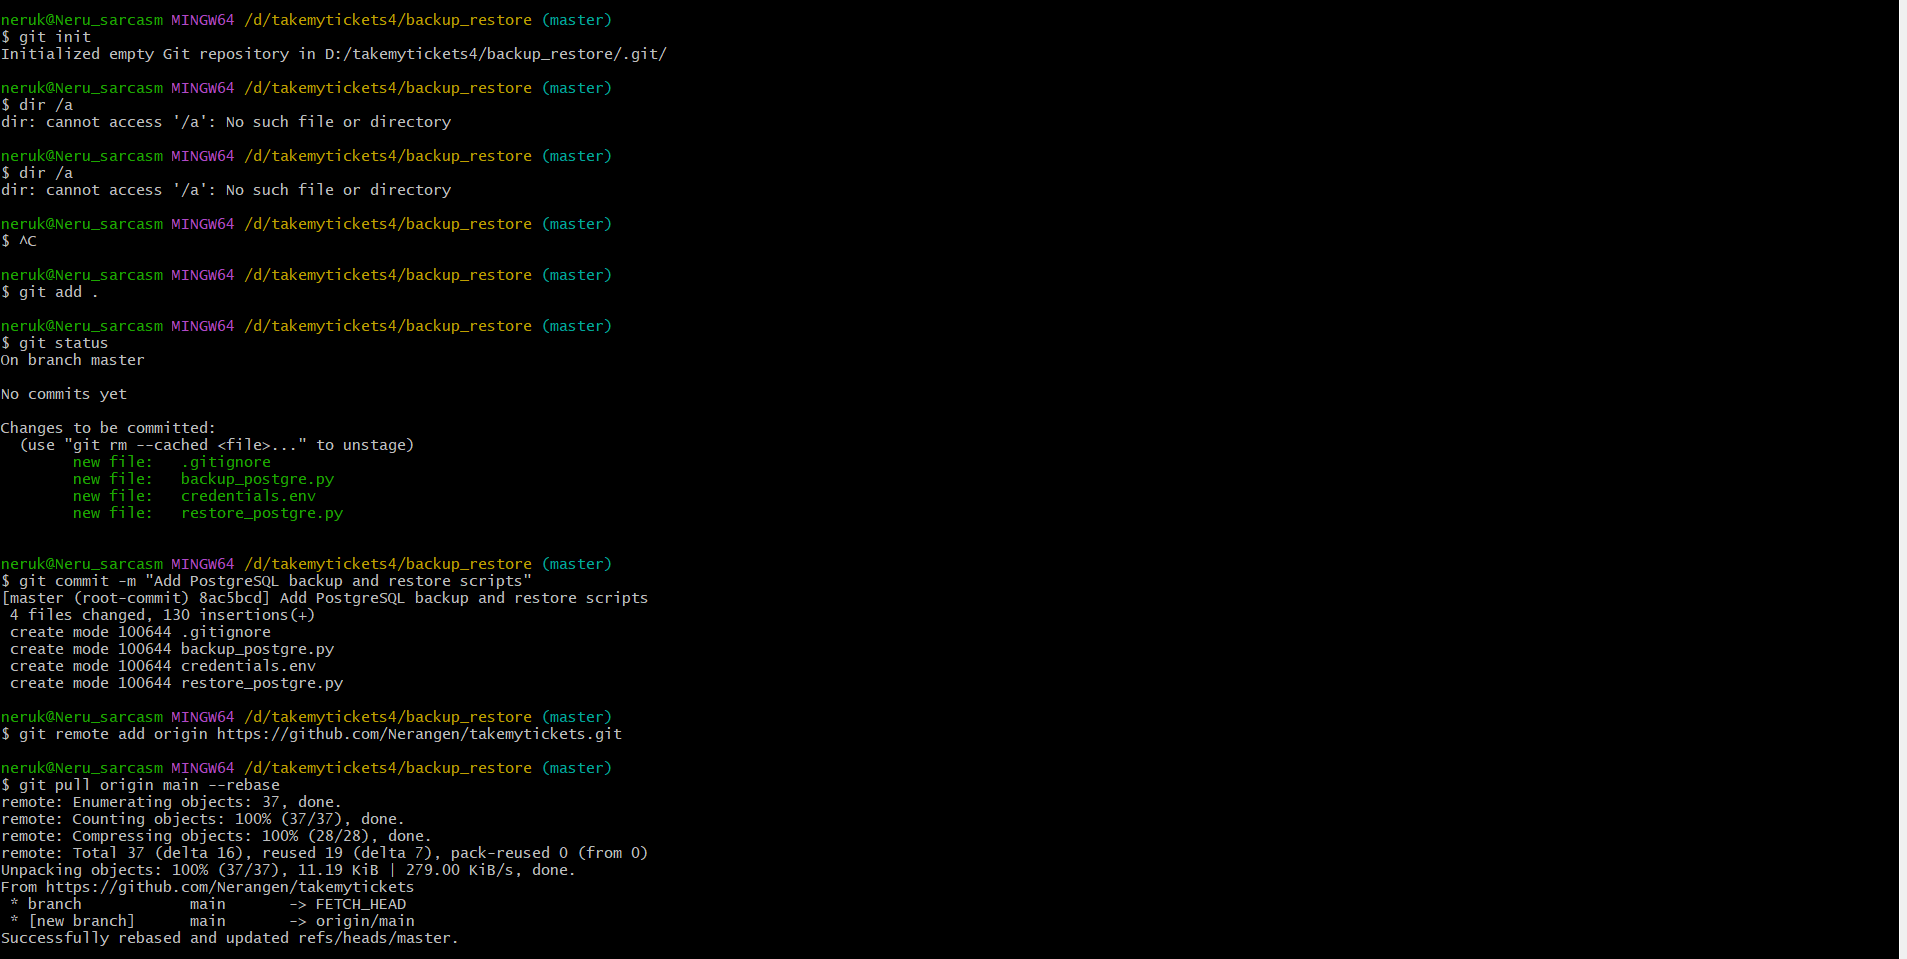 neruk@Neru_sarcasm MINGW64 /d/takemytickets4/backup_restore (master)
$ git init
Initialized empty Git repository in D:/takemytickets4/backup_restore/.git/
neruk@Neru_sarcasm MINGW64 /d/takemytickets4/backup_restore (master)
$ dir /a
dir: cannot access '/a': No such file or directory
neruk@Neru_sarcasm MINGW64 /d/takemytickets4/backup_restore (master)
$ dir /a
dir: cannot access '/a': No such file or directory
neruk@Neru_sarcasm MINGW64 /d/takemytickets4/backup_restore (master)
$ ^C
neruk@Neru_sarcasm MINGW64 /d/takemytickets4/backup_restore (master)
$ git add .
neruk@Neru_sarcasm MINGW64 /d/takemytickets4/backup_restore (master)
$ git status
On branch master
No commits yet
Changes to be committed:
  (use "git rm --cached <file>..." to unstage)
        new file:   .gitignore
        new file:   backup_postgre.py
        new file:   credentials.env
        new file:   restore_postgre.py
neruk@Neru_sarcasm MINGW64 /d/takemytickets4/backup_restore (master)
$ git commit -m "Add PostgreSQL backup and restore scripts"
[master (root-commit) 8ac5bcd] Add PostgreSQL backup and restore scripts
 4 files changed, 130 insertions(+)
 create mode 100644 .gitignore
 create mode 100644 backup_postgre.py
 create mode 100644 credentials.env
 create mode 100644 restore_postgre.py
neruk@Neru_sarcasm MINGW64 /d/takemytickets4/backup_restore (master)
$ git remote add origin https://github.com/Nerangen/takemytickets.git
neruk@Neru_sarcasm MINGW64 /d/takemytickets4/backup_restore (master)
$ git pull origin main --rebase
remote: Enumerating objects: 37, done.
remote: Counting objects: 100% (37/37), done.
remote: Compressing objects: 100% (28/28), done.
remote: Total 37 (delta 16), reused 19 (delta 7), pack-reused 0 (from 0)
Unpacking objects: 100% (37/37), 11.19 KiB | 279.00 KiB/s, done.
From https://github.com/Nerangen/takemytickets
 * branch            main       -> FETCH_HEAD
 * [new branch]      main       -> origin/main
Successfully rebased and updated refs/heads/master.